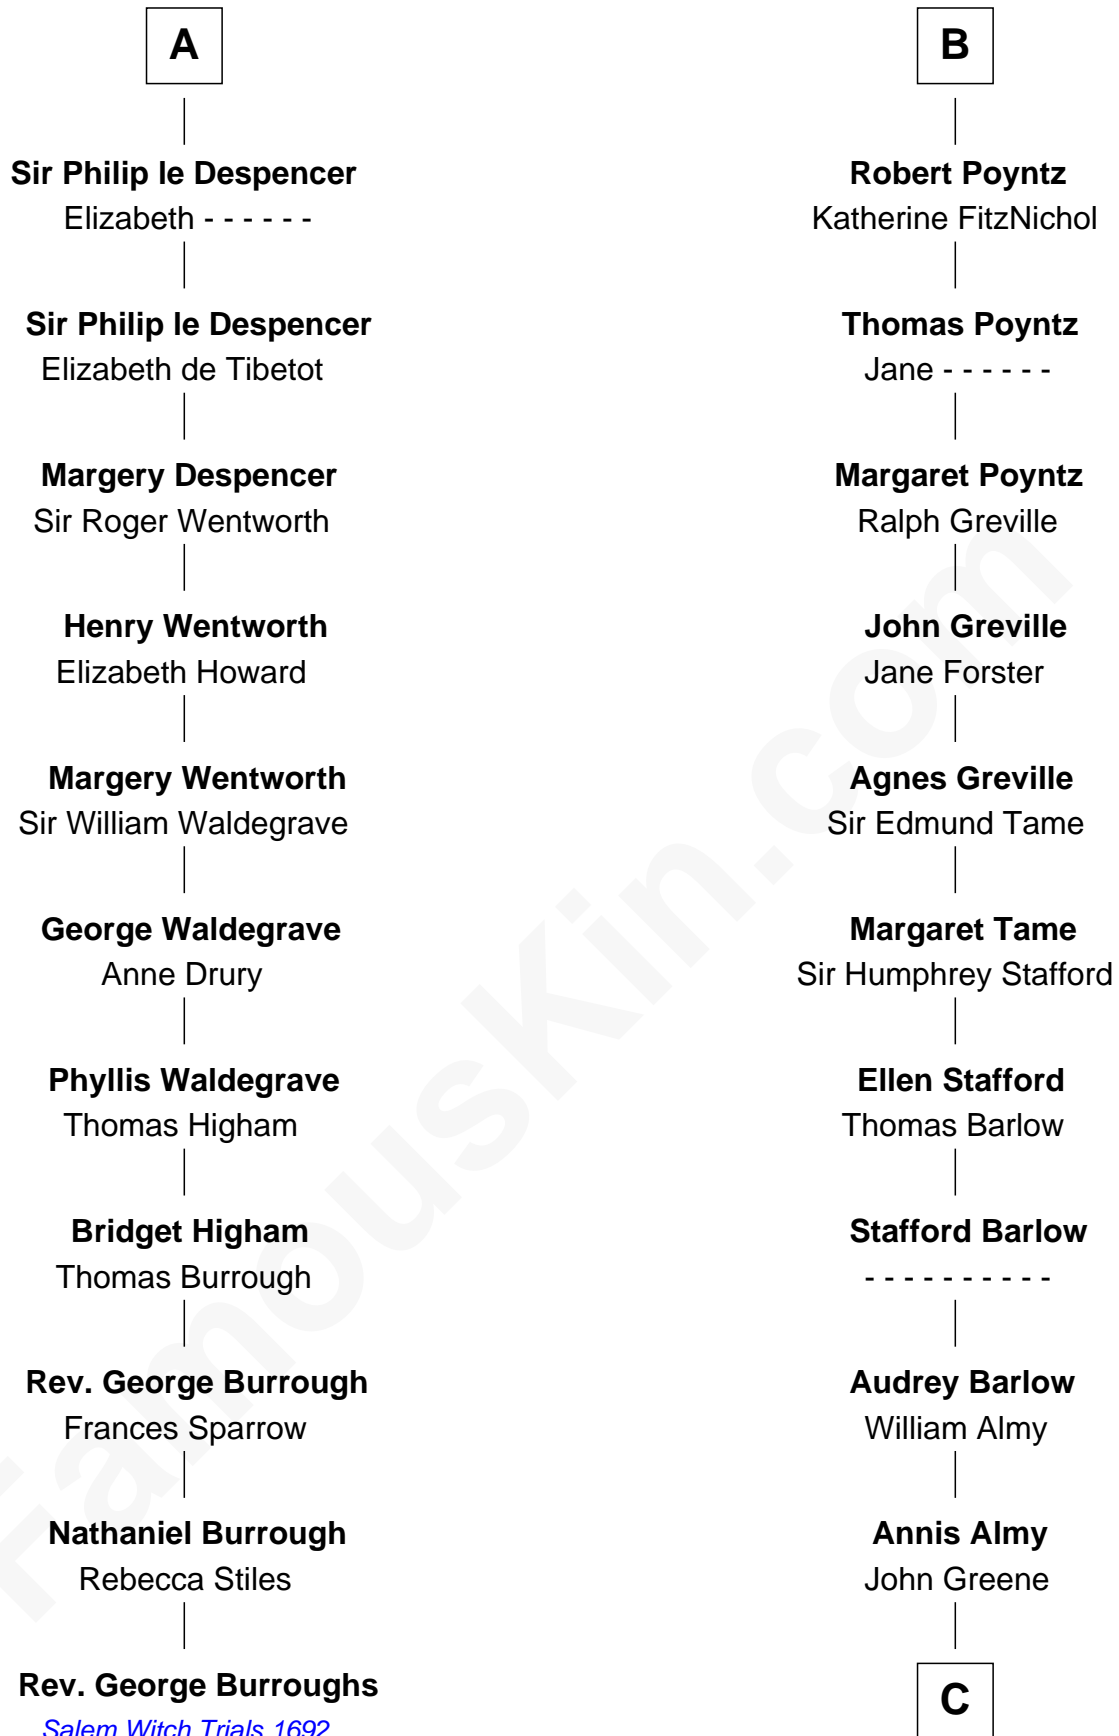 A
Sir Philip le Despencer
Elizabeth - - - - - -
Sir Philip le Despencer
Elizabeth de Tibetot
Margery Despencer
Sir Roger Wentworth
Henry Wentworth
Elizabeth Howard
Margery Wentworth
Sir William Waldegrave
George Waldegrave
Anne Drury
Phyllis Waldegrave
Thomas Higham
Bridget Higham
Thomas Burrough
Rev. George Burrough
Frances Sparrow
Nathaniel Burrough
Rebecca Stiles
Rev. George Burroughs
Salem Witch Trials 1692
B
Robert Poyntz
Katherine FitzNichol
Thomas Poyntz
Jane - - - - - -
Margaret Poyntz
Ralph Greville
John Greville
Jane Forster
Agnes Greville
Sir Edmund Tame
Margaret Tame
Sir Humphrey Stafford
Ellen Stafford
Thomas Barlow
Stafford Barlow
- - - - - - - - - -
Audrey Barlow
William Almy
Annis Almy
John Greene
C
FamousKin.com